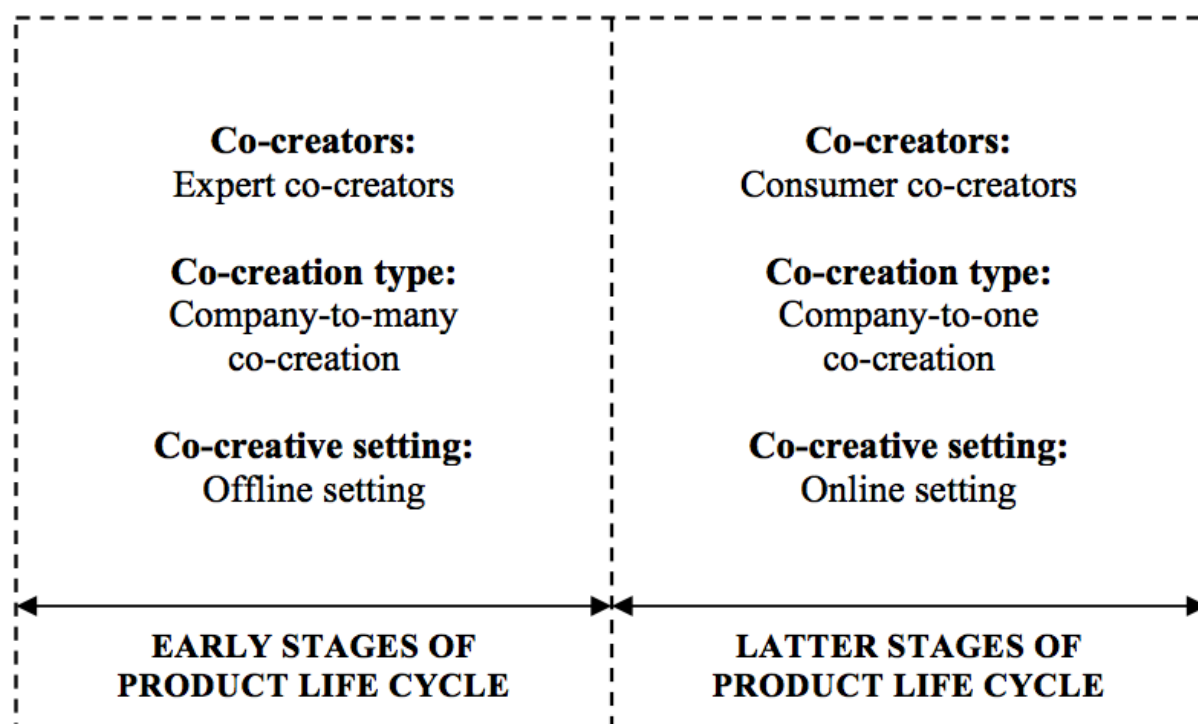 Co-creators:
Expert co-creators
Co-creation type:
Company-to-many
co-creation
Co-creative setting:
Offline setting
EARLY STAGES OF
PRODUCT LIFE CYCLE
Co-creators:
Consumer co-creators
Co-creation type:
Company-to-one
co-creation
Co-creative setting:
Online setting
LATTER STAGES OF
PRODUCT LIFE CYCLE